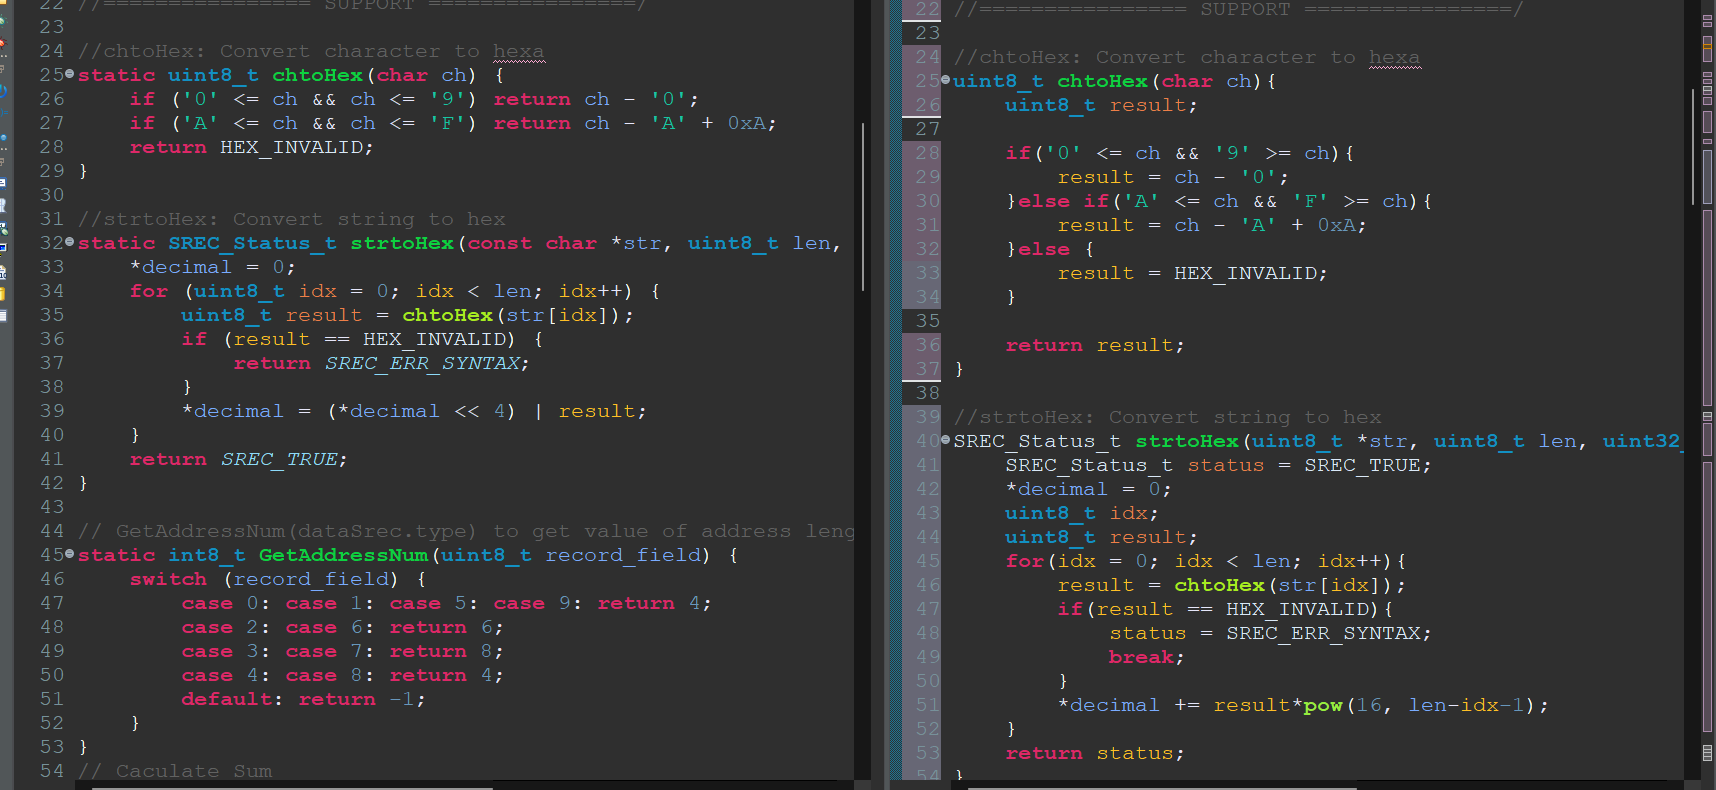 22 //================ SUPPORT ================/
23
24 //chtoHex: Convert character to hexa
25 static uint8_t chtoHex(char ch) {
26     if ('0' <= ch && ch <= '9') return ch - '0';
27     if ('A' <= ch && ch <= 'F') return ch - 'A' + 0xA;
28     return HEX_INVALID;
29 }
30
31 //strtoHex: Convert string to hex
32 static SREC_Status_t strtoHex(const char *str, uint8_t len,
33     *decimal = 0;
34     for (uint8_t idx = 0; idx < len; idx++) {
35         uint8_t result = chtoHex(str[idx]);
36         if (result == HEX_INVALID) {
37             return SREC_ERR_SYNTAX;
38         }
39         *decimal = (*decimal << 4) | result;
40     }
41     return SREC_TRUE;
42 }
43
44 // GetAddressNum(dataSrec.type) to get value of address leng
45 static int8_t GetAddressNum(uint8_t record_field) {
46     switch (record_field) {
47         case 0: case 1: case 5: case 9: return 4;
48         case 2: case 6: return 6;
49         case 3: case 7: return 8;
50         case 4: case 8: return 4;
51         default: return -1;
52     }
53 }
54 // Caculate Sum
22 //================ SUPPORT ================/
23
24 //chtoHex: Convert character to hexa
25 uint8_t chtoHex(char ch){
26     uint8_t result;
27
28     if('0' <= ch && '9' >= ch){
29         result = ch - '0';
30     }else if('A' <= ch && 'F' >= ch){
31         result = ch - 'A' + 0xA;
32     }else {
33         result = HEX_INVALID;
34     }
35
36     return result;
37 }
38
39 //strtoHex: Convert string to hex
40 SREC_Status_t strtoHex(uint8_t *str, uint8_t len, uint32_
41     SREC_Status_t status = SREC_TRUE;
42     *decimal = 0;
43     uint8_t idx;
44     uint8_t result;
45     for(idx = 0; idx < len; idx++){
46         result = chtoHex(str[idx]);
47         if(result == HEX_INVALID){
48             status = SREC_ERR_SYNTAX;
49             break;
50         }
51         *decimal += result*pow(16, len-idx-1);
52     }
53     return status;
54 }